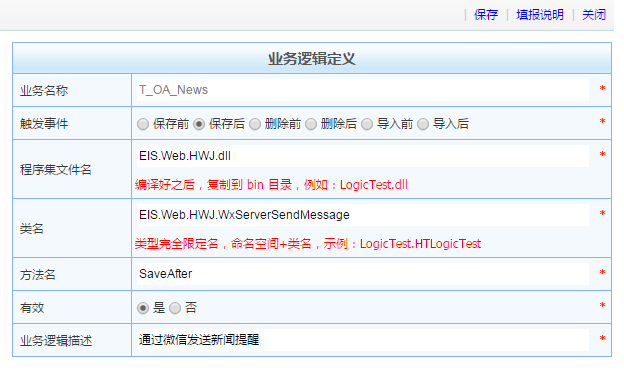 | 保存 | 填报说明 | 关闭
业务逻辑定义
业务名称 T_OA_News *
触发事件 保存前 保存后 删除前 删除后 导入前 导入后 *
程序集文件名 EIS.Web.HWJ.dll *
编译好之后，复制到 bin 目录，例如：LogicTest.dll
类名 EIS.Web.HWJ.WxServerSendMessage *
类型完全限定名，命名空间+类名，示例：LogicTest.HTLogicTest
方法名 SaveAfter *
有效 是 否 *
业务逻辑描述 通过微信发送新闻提醒 *